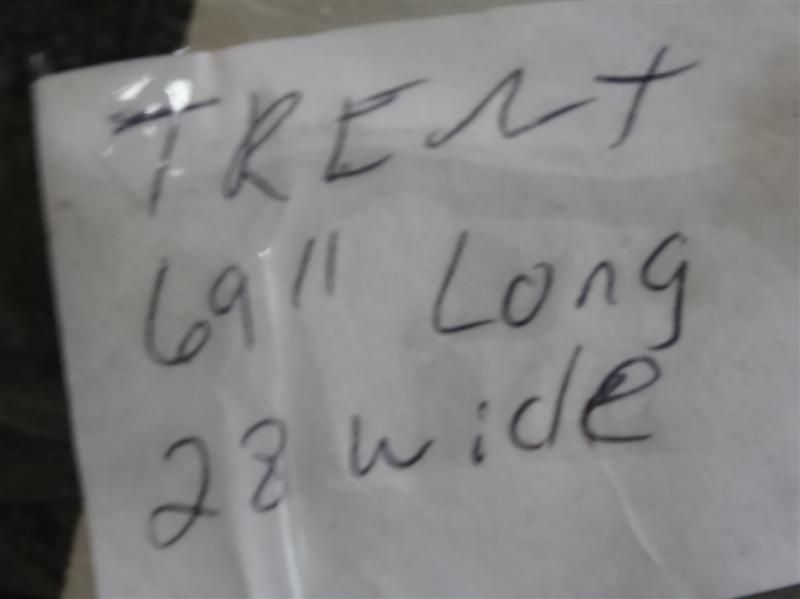 TRENT
69" Long
28 wide